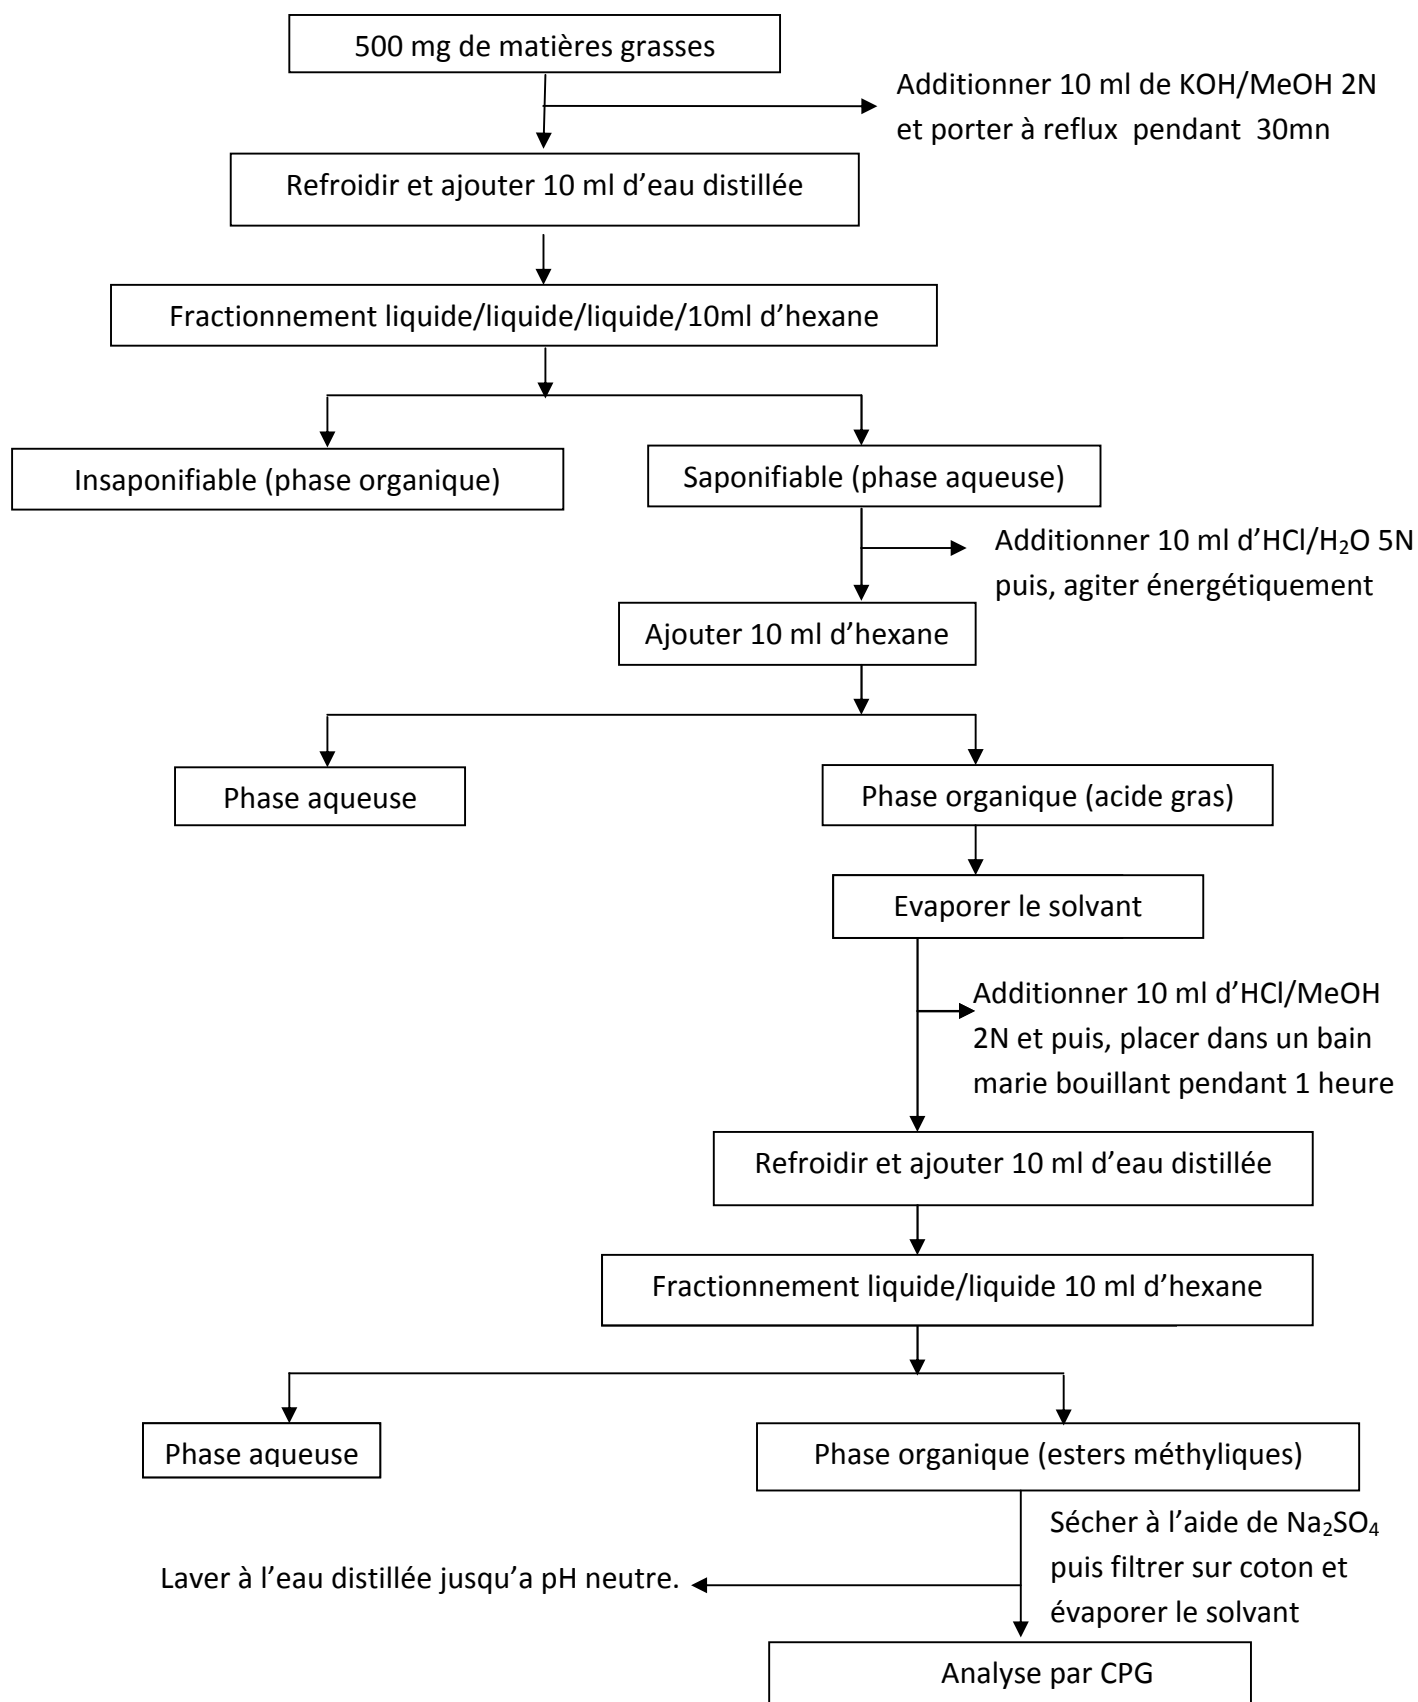 500 mg de matières grasses
Additionner 10 ml de KOH/MeOH 2N
et porter à reflux pendant 30mn
Refroidir et ajouter 10 ml d’eau distillée
Fractionnement liquide/liquide/liquide/10ml d’hexane
Insaponifiable (phase organique)
Saponifiable (phase aqueuse)
Additionner 10 ml d’HCl/H₂O 5N
puis, agiter énergétiquement
Ajouter 10 ml d’hexane
Phase aqueuse
Phase organique (acide gras)
Evaporer le solvant
Additionner 10 ml d’HCl/MeOH
2N et puis, placer dans un bain
marie bouillant pendant 1 heure
Refroidir et ajouter 10 ml d’eau distillée
Fractionnement liquide/liquide 10 ml d’hexane
Phase aqueuse
Phase organique (esters méthyliques)
Sécher à l’aide de Na₂SO₄
puis filtrer sur coton et
évaporer le solvant
Laver à l’eau distillée jusqu’a pH neutre.
Analyse par CPG